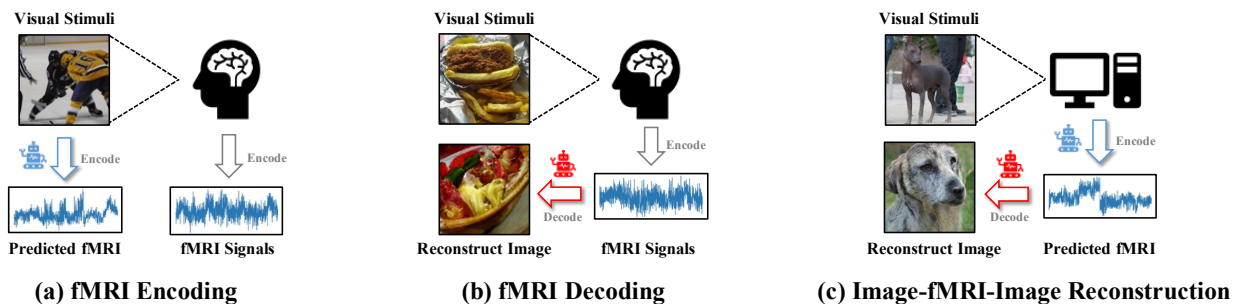 Visual Stimuli
Encode
Encode
Predicted fMRI
fMRI Signals
(a) fMRI Encoding
Visual Stimuli
Encode
Decode
Reconstruct Image
fMRI Signals
(b) fMRI Decoding
Visual Stimuli
Encode
Decode
Reconstruct Image
Predicted fMRI
(c) Image-fMRI-Image Reconstruction